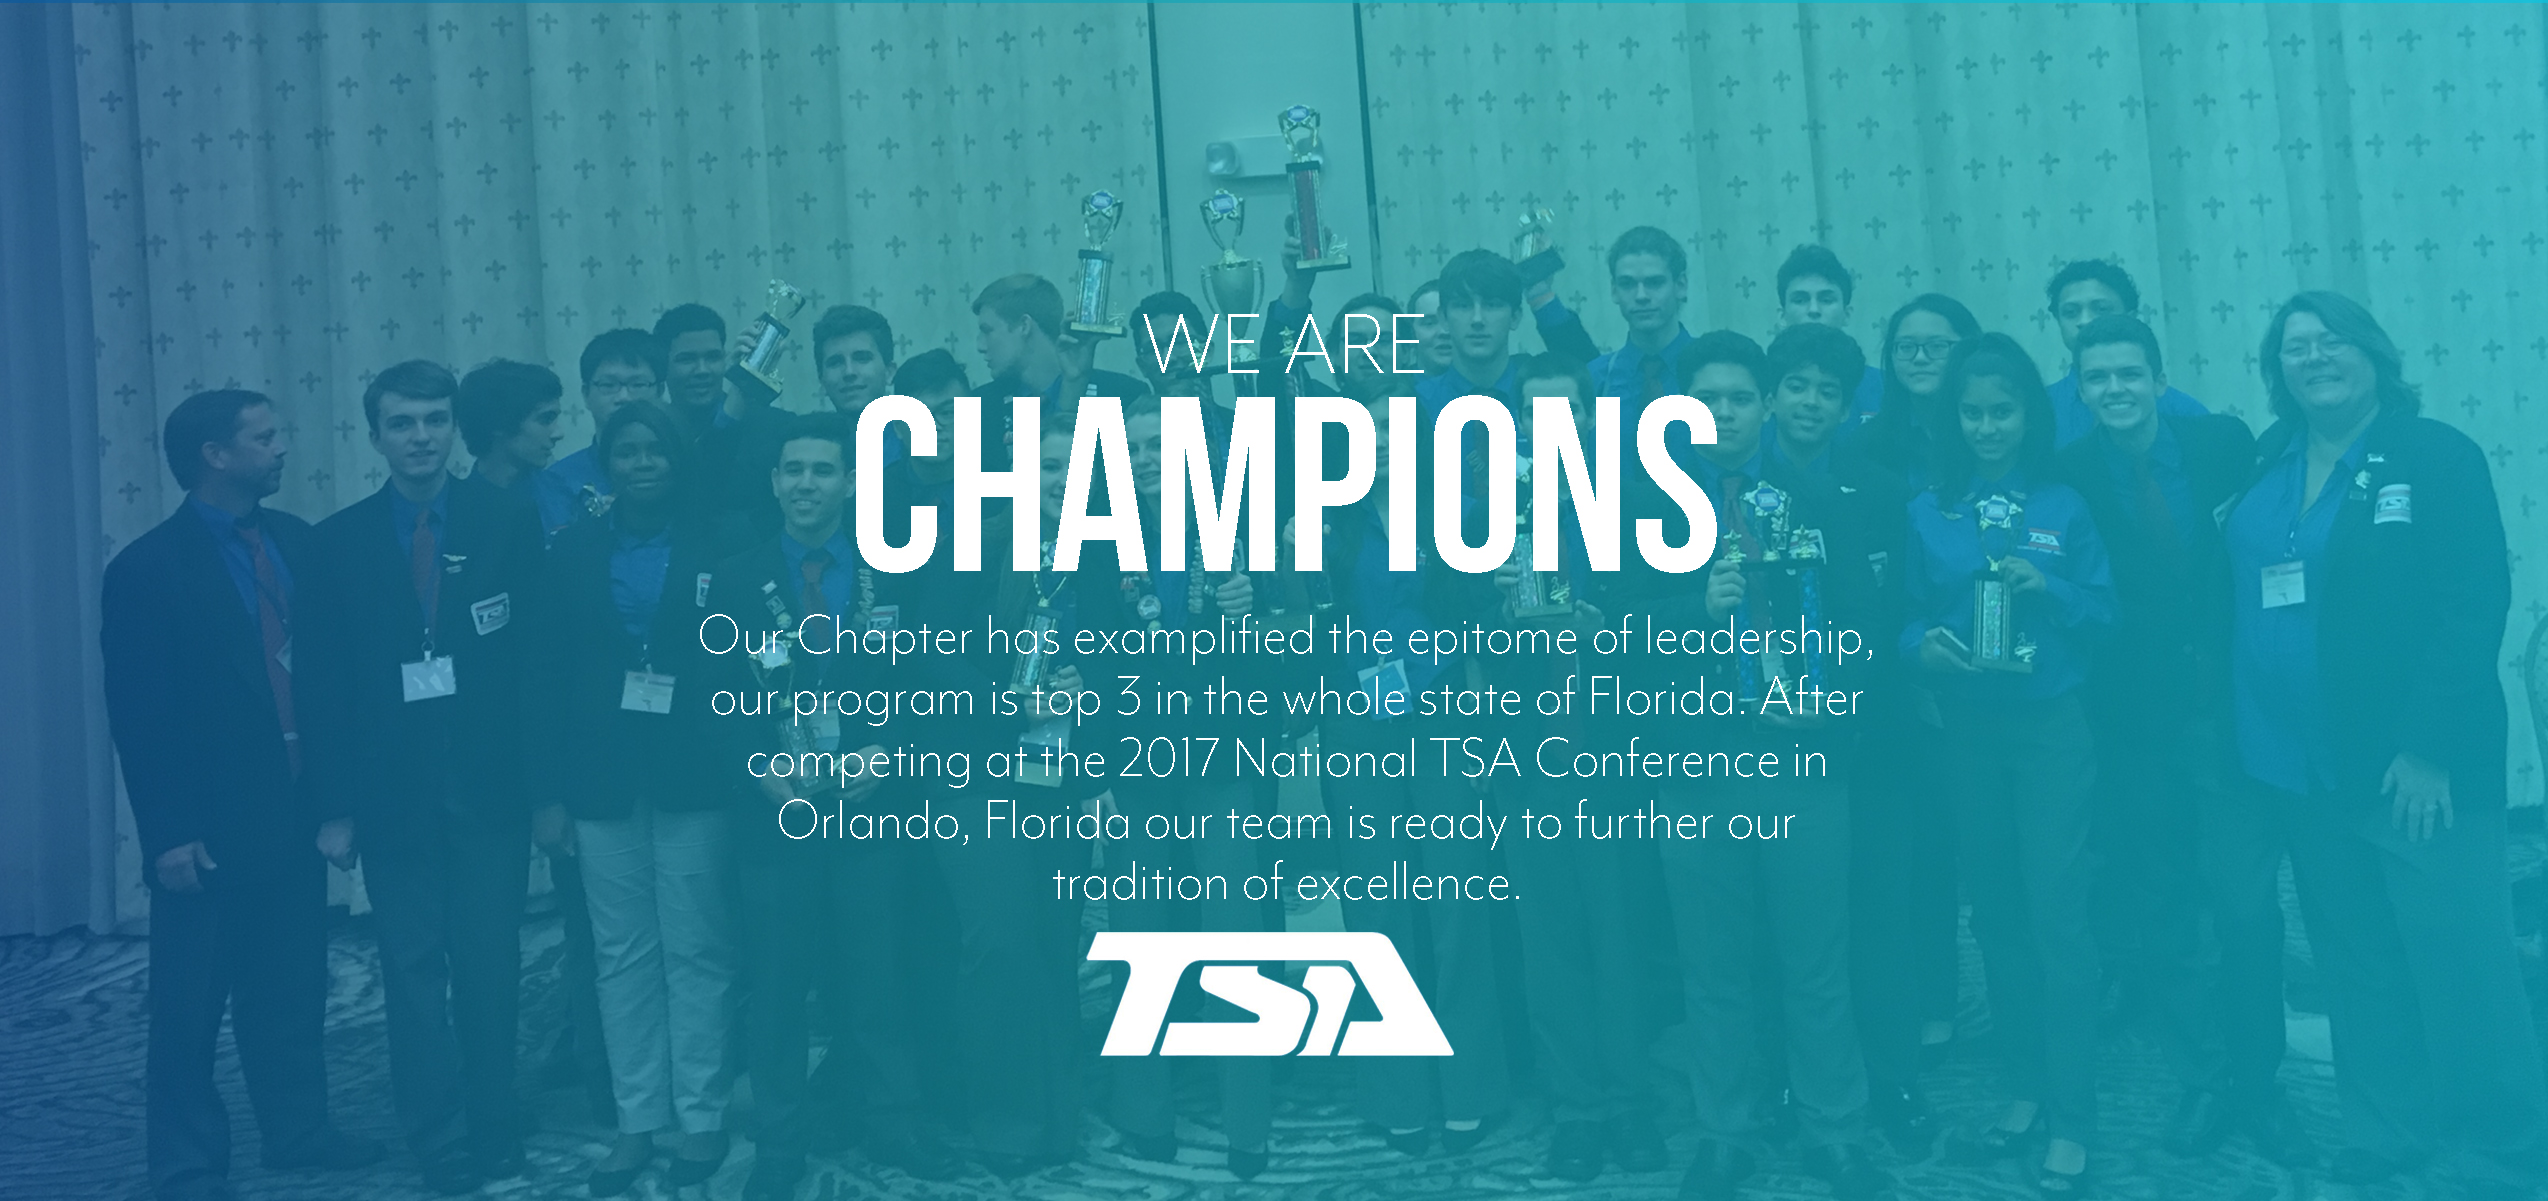 WE ARE
CHAMPIONS
Our Chapter has examplified the epitome of leadership,
our program is top 3 in the whole state of Florida. After
competing at the 2017 National TSA Conference in
Orlando, Florida our team is ready to further our
tradition of excellence.
TSA